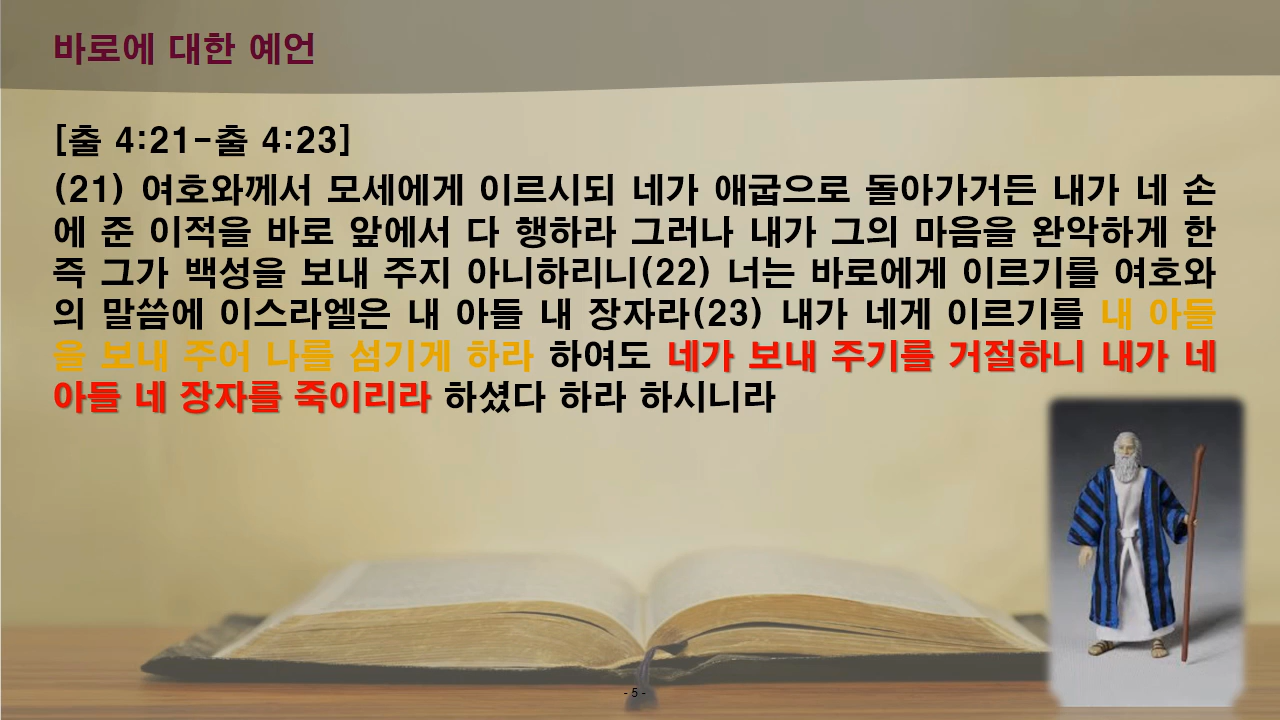 바로에 대한 예언
[출 4:21-출 4:23]
(21) 여호와께서 모세에게 이르시되 네가 애굽으로 돌아가거든 내가 네 손
에 준 이적을 바로 앞에서 다 행하라 그러나 내가 그의 마음을 완악하게 한
즉 그가 백성을 보내 주지 아니하리니(22) 너는 바로에게 이르기를 여호와
의 말씀에 이스라엘은 내 아들 내 장자라(23) 내가 네게 이르기를 내 아들
을 보내 주어 나를 섬기게 하라 하여도 네가 보내 주기를 거절하니 내가 네
아들 네 장자를 죽이리라 하셨다 하라 하시니라
- 5 -